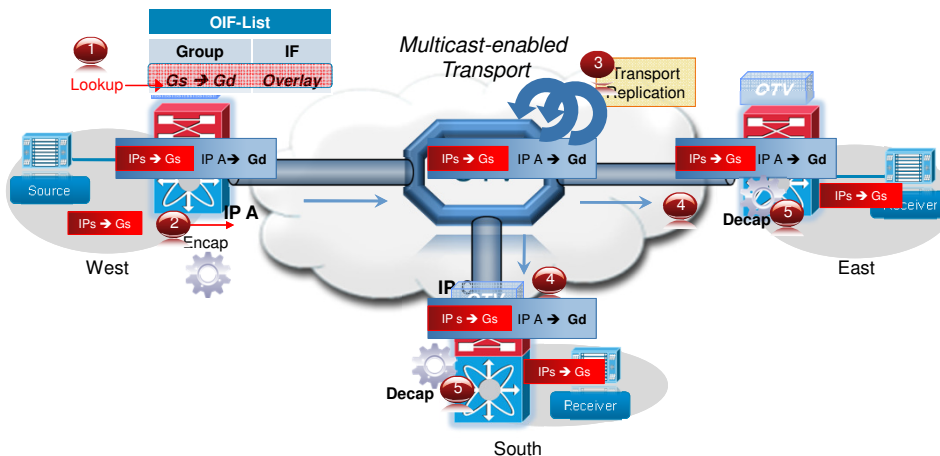 OIF-List
1
Group IF
Lookup
Gs → Gd Overlay
Multicast-enabled
Transport
3
Transport
Replication
OTV
IPs → Gs IP A → Gd
IPs → Gs IP A → Gd
IPs → Gs IP A → Gd
Source
IPs → Gs
Receiver
IPs → Gs
2
IP A
Encap
4
Decap
5
West
East
4
OTV
IP s → Gs IP A → Gd
Decap
5
IPs → Gs
Receiver
South